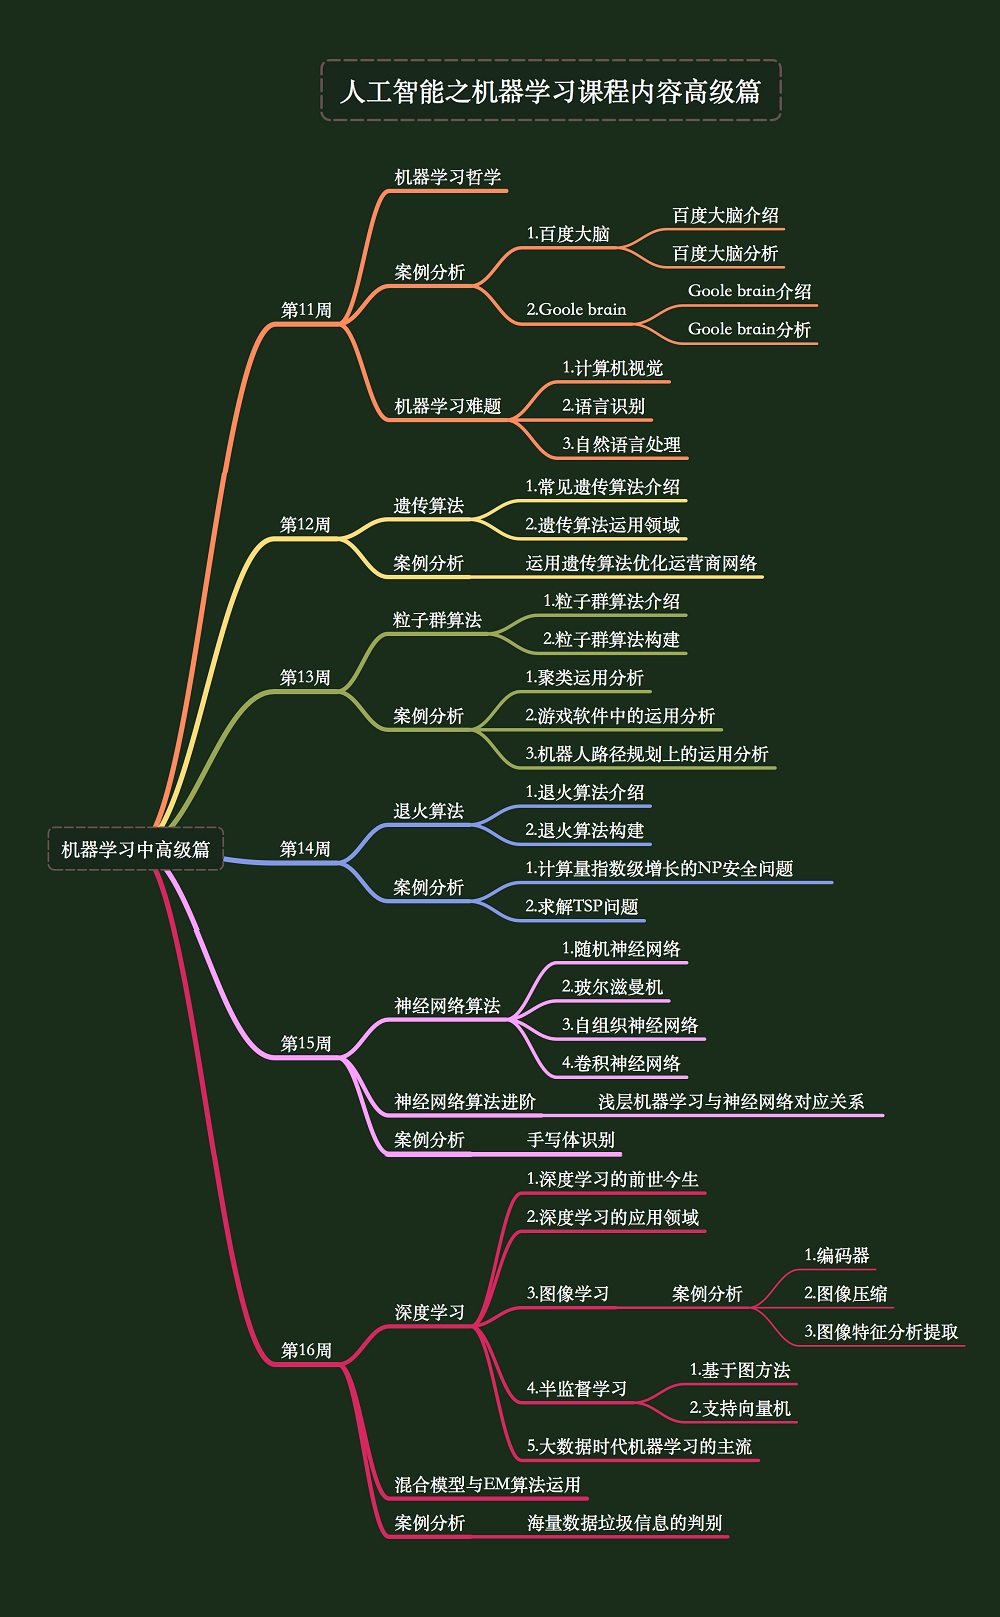 人工智能之机器学习课程内容高级篇
机器学习中高级篇
第11周
机器学习哲学
案例分析
1.百度大脑
百度大脑介绍
百度大脑分析
2.Goole brain
Goole brain介绍
Goole brain分析
机器学习难题
1.计算机视觉
2.语言识别
3.自然语言处理
第12周
遗传算法
1.常见遗传算法介绍
2.遗传算法运用领域
案例分析
运用遗传算法优化运营商网络
第13周
粒子群算法
1.粒子群算法介绍
2.粒子群算法构建
案例分析
1.聚类运用分析
2.游戏软件中的运用分析
3.机器人路径规划上的运用分析
第14周
退火算法
1.退火算法介绍
2.退火算法构建
案例分析
1.计算量指数级增长的NP安全问题
2.求解TSP问题
第15周
神经网络算法
1.随机神经网络
2.玻尔滋曼机
3.自组织神经网络
4.卷积神经网络
神经网络算法进阶
浅层机器学习与神经网络对应关系
案例分析
手写体识别
第16周
深度学习
1.深度学习的前世今生
2.深度学习的应用领域
3.图像学习
案例分析
1.编码器
2.图像压缩
3.图像特征分析提取
4.半监督学习
1.基于图方法
2.支持向量机
5.大数据时代机器学习的主流
混合模型与EM算法运用
案例分析
海量数据垃圾信息的判别